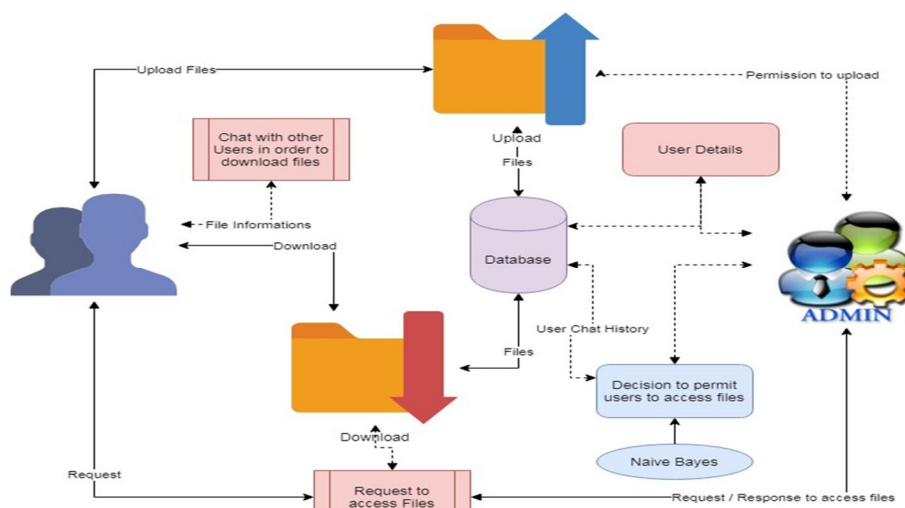 Upload Files
Permission to upload
Chat with other
Users in order to
download files
Upload
Files
User Details
File Informations
Download
Database
ADMIN
User Chat History
Files
Decision to permit
users to access files
Download
Naive Bayes
Request
Request to
access Files
Request / Response to access files